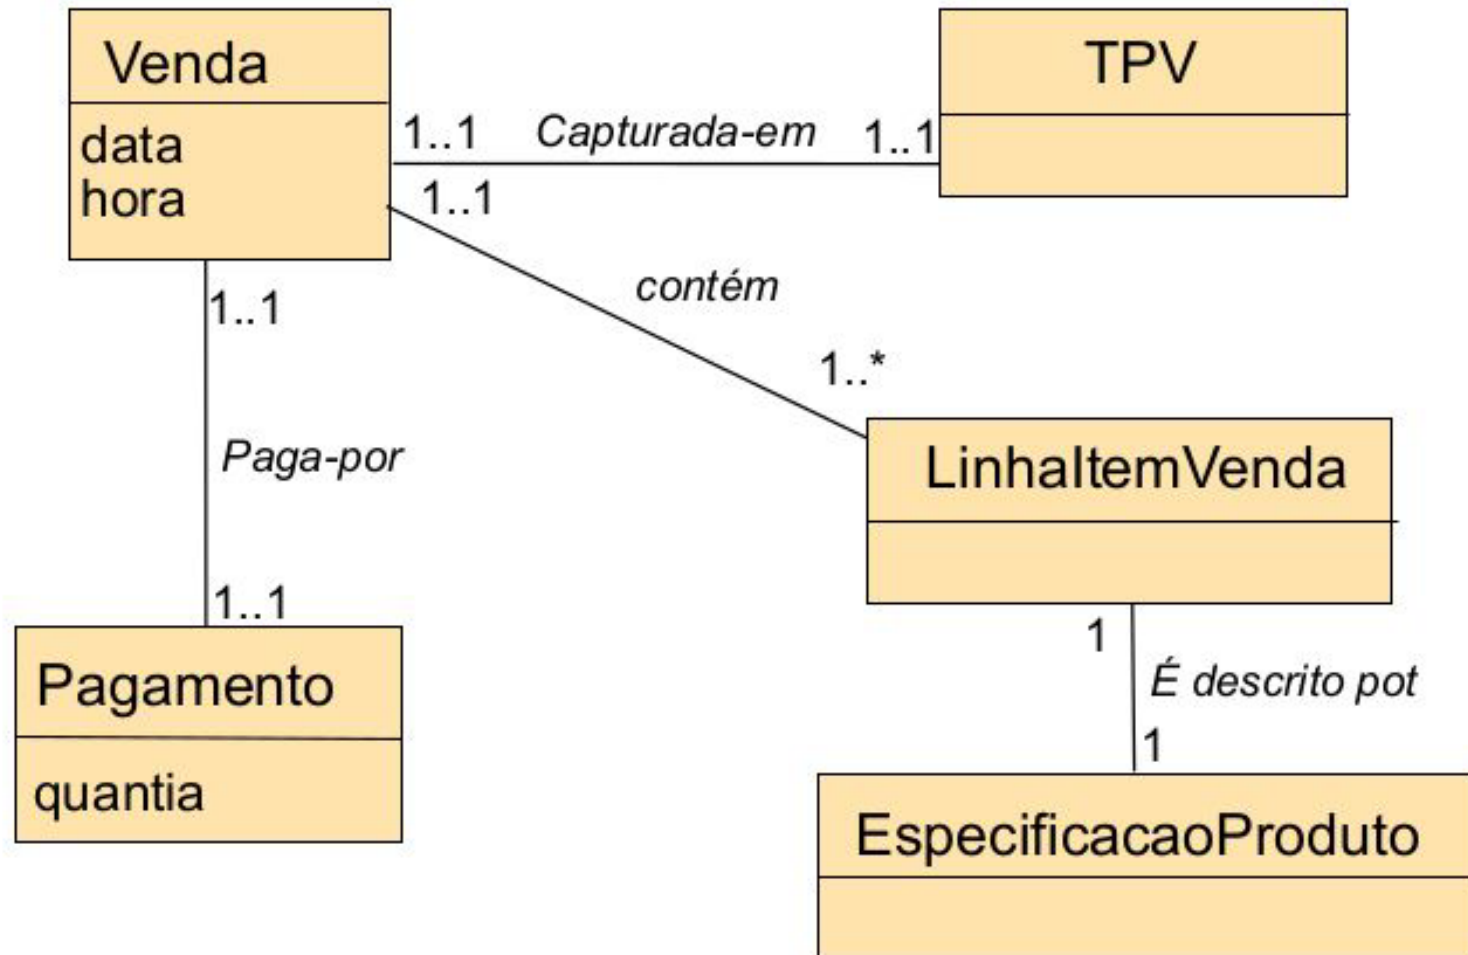 Venda
data
hora
TPV
1..1
Capturada-em
1..1
1..1
contém
1..*
1..1
Paga-por
1..1
LinhaItemVenda
1
É descrito pot
1
Pagamento
quantia
EspecificacaoProduto